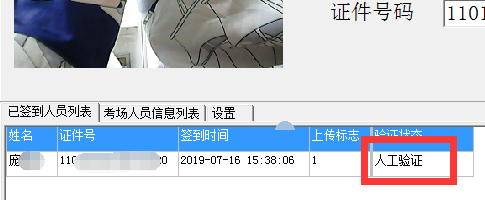 证件号码 1101
已签到人员列表 考场人员信息列表 设置
姓名 证件号 签到时间 上传标志 验证状态
庞 110 20 2019-07-16 15:38:06 1 人工验证